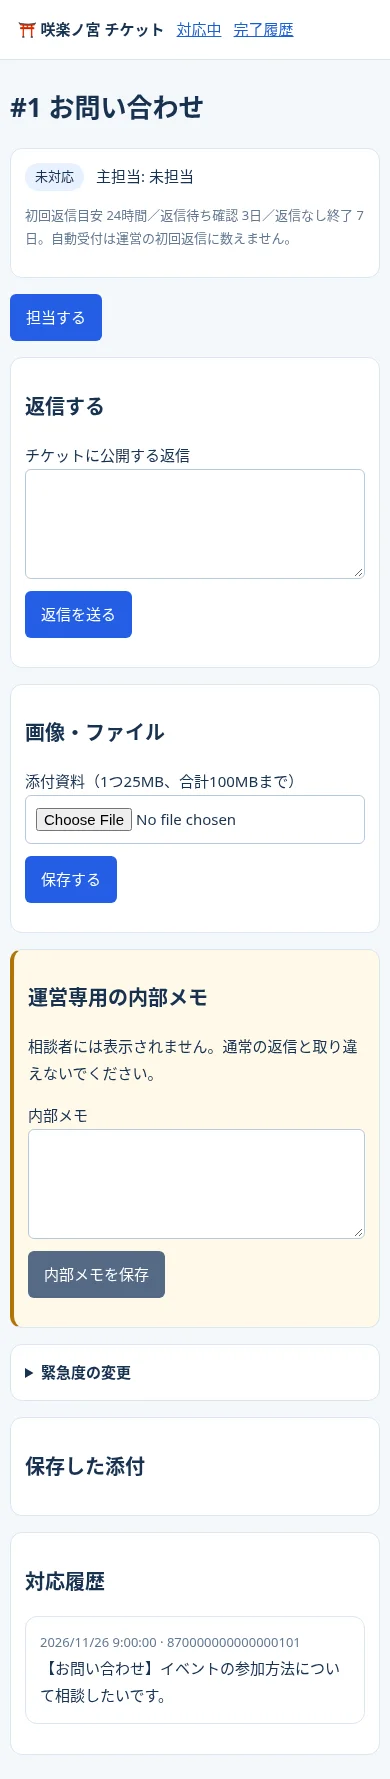 ⛩️ 咲楽ノ宮 チケット 対応中 完了履歴
#1 お問い合わせ
未対応 主担当: 未担当
初回返信目安 24時間／返信待ち確認 3日／返信なし終了 7
日。自動受付は運営の初回返信に数えません。
担当する
返信する
チケットに公開する返信
返信を送る
画像・ファイル
添付資料（1つ25MB、合計100MBまで）
Choose File No file chosen
保存する
運営専用の内部メモ
相談者には表示されません。通常の返信と取り違
えないでください。
内部メモ
内部メモを保存
▶ 緊急度の変更
保存した添付
対応履歴
2026/11/26 9:00:00 · 870000000000000101
【お問い合わせ】イベントの参加方法につい
て相談したいです。